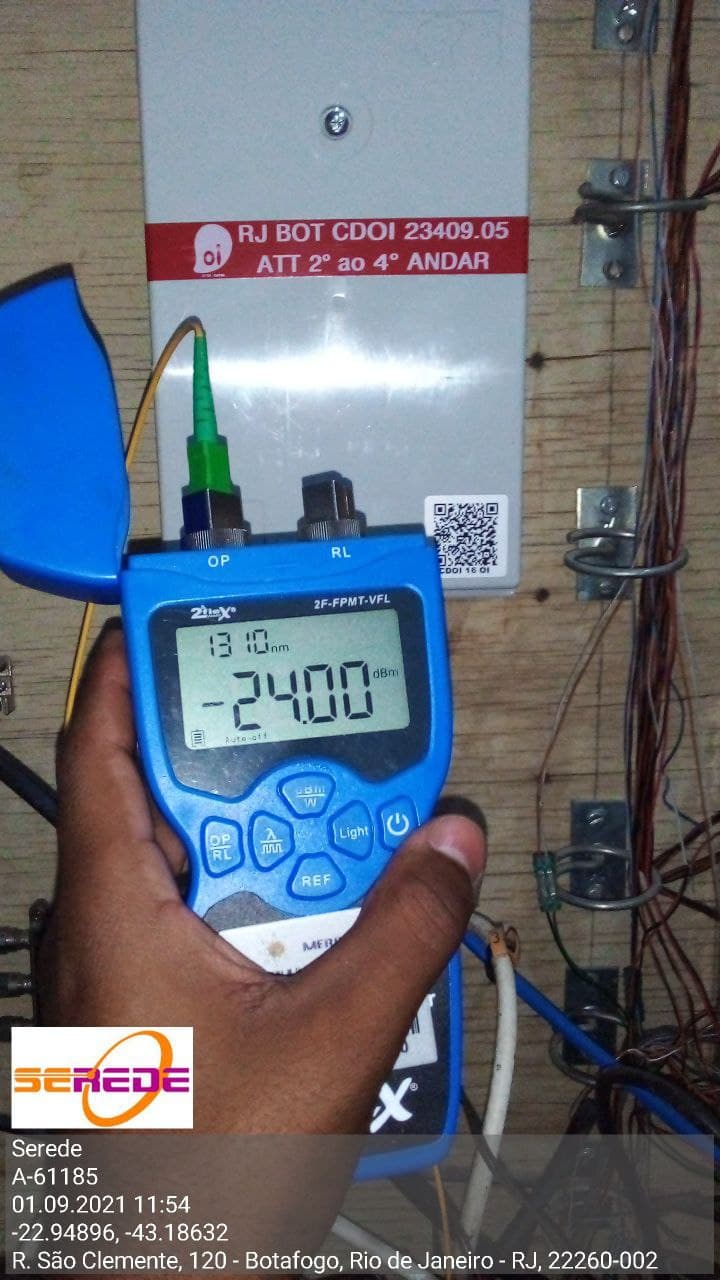 oi
RJ BOT CDOI 23409.05
ATT 2° ao 4° ANDAR
CDOI 16 OI
OP
RL
2flex®
2F-FPMT-VFL
1310nm
-24.00 dBm
Auto-off
dBm
W
OP
RL
λ
Light
REF
SEREDE
Serede
A-61185
01.09.2021 11:54
-22.94896, -43.18632
R. São Clemente, 120 - Botafogo, Rio de Janeiro - RJ, 22260-002